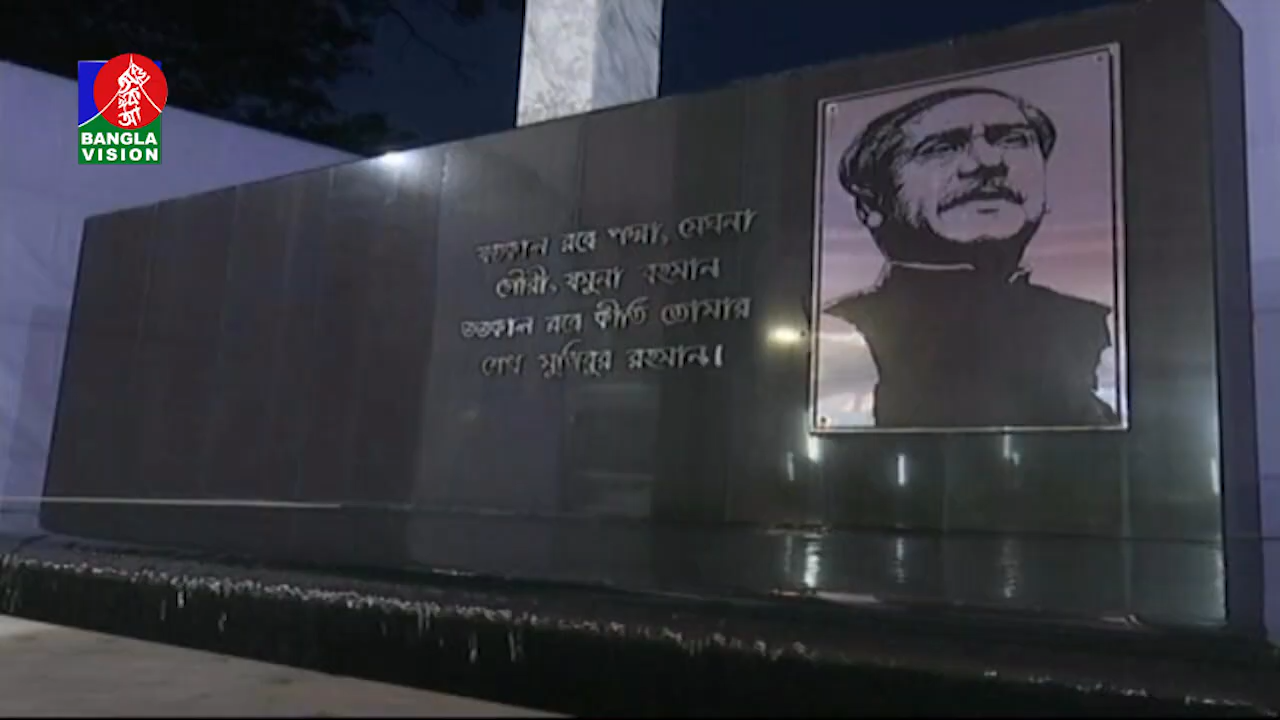 BANGLA
VISION
যতকাল রবে পদ্মা, মেঘনা
গৌরী, যমুনা বহমান
ততকাল রবে কীর্তি তোমার
শেখ মুজিবুর রহমান।